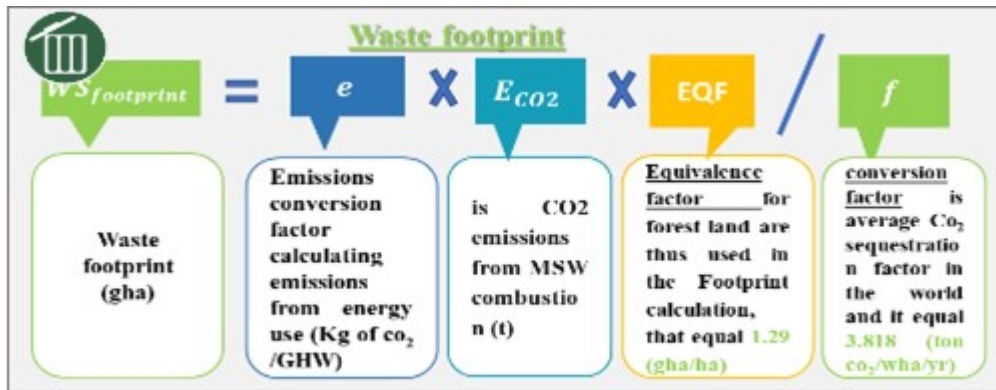 Waste footprint
WS_footprint = e X E_CO2 X EQF / f
Waste
footprint
(gha)
Emissions
conversion
factor
calculating
emissions
from energy
use (Kg of co₂
/GHW)
is CO2
emissions
from MSW
combustio
n (t)
Equivalence
factor for
forest land are
thus used in
the Footprint
calculation,
that equal 1.29
(gha/ha)
conversion
factor is
average Co₂
sequestratio
n factor in
the world
and it equal
3.818 (ton
co₂/wha/yr)